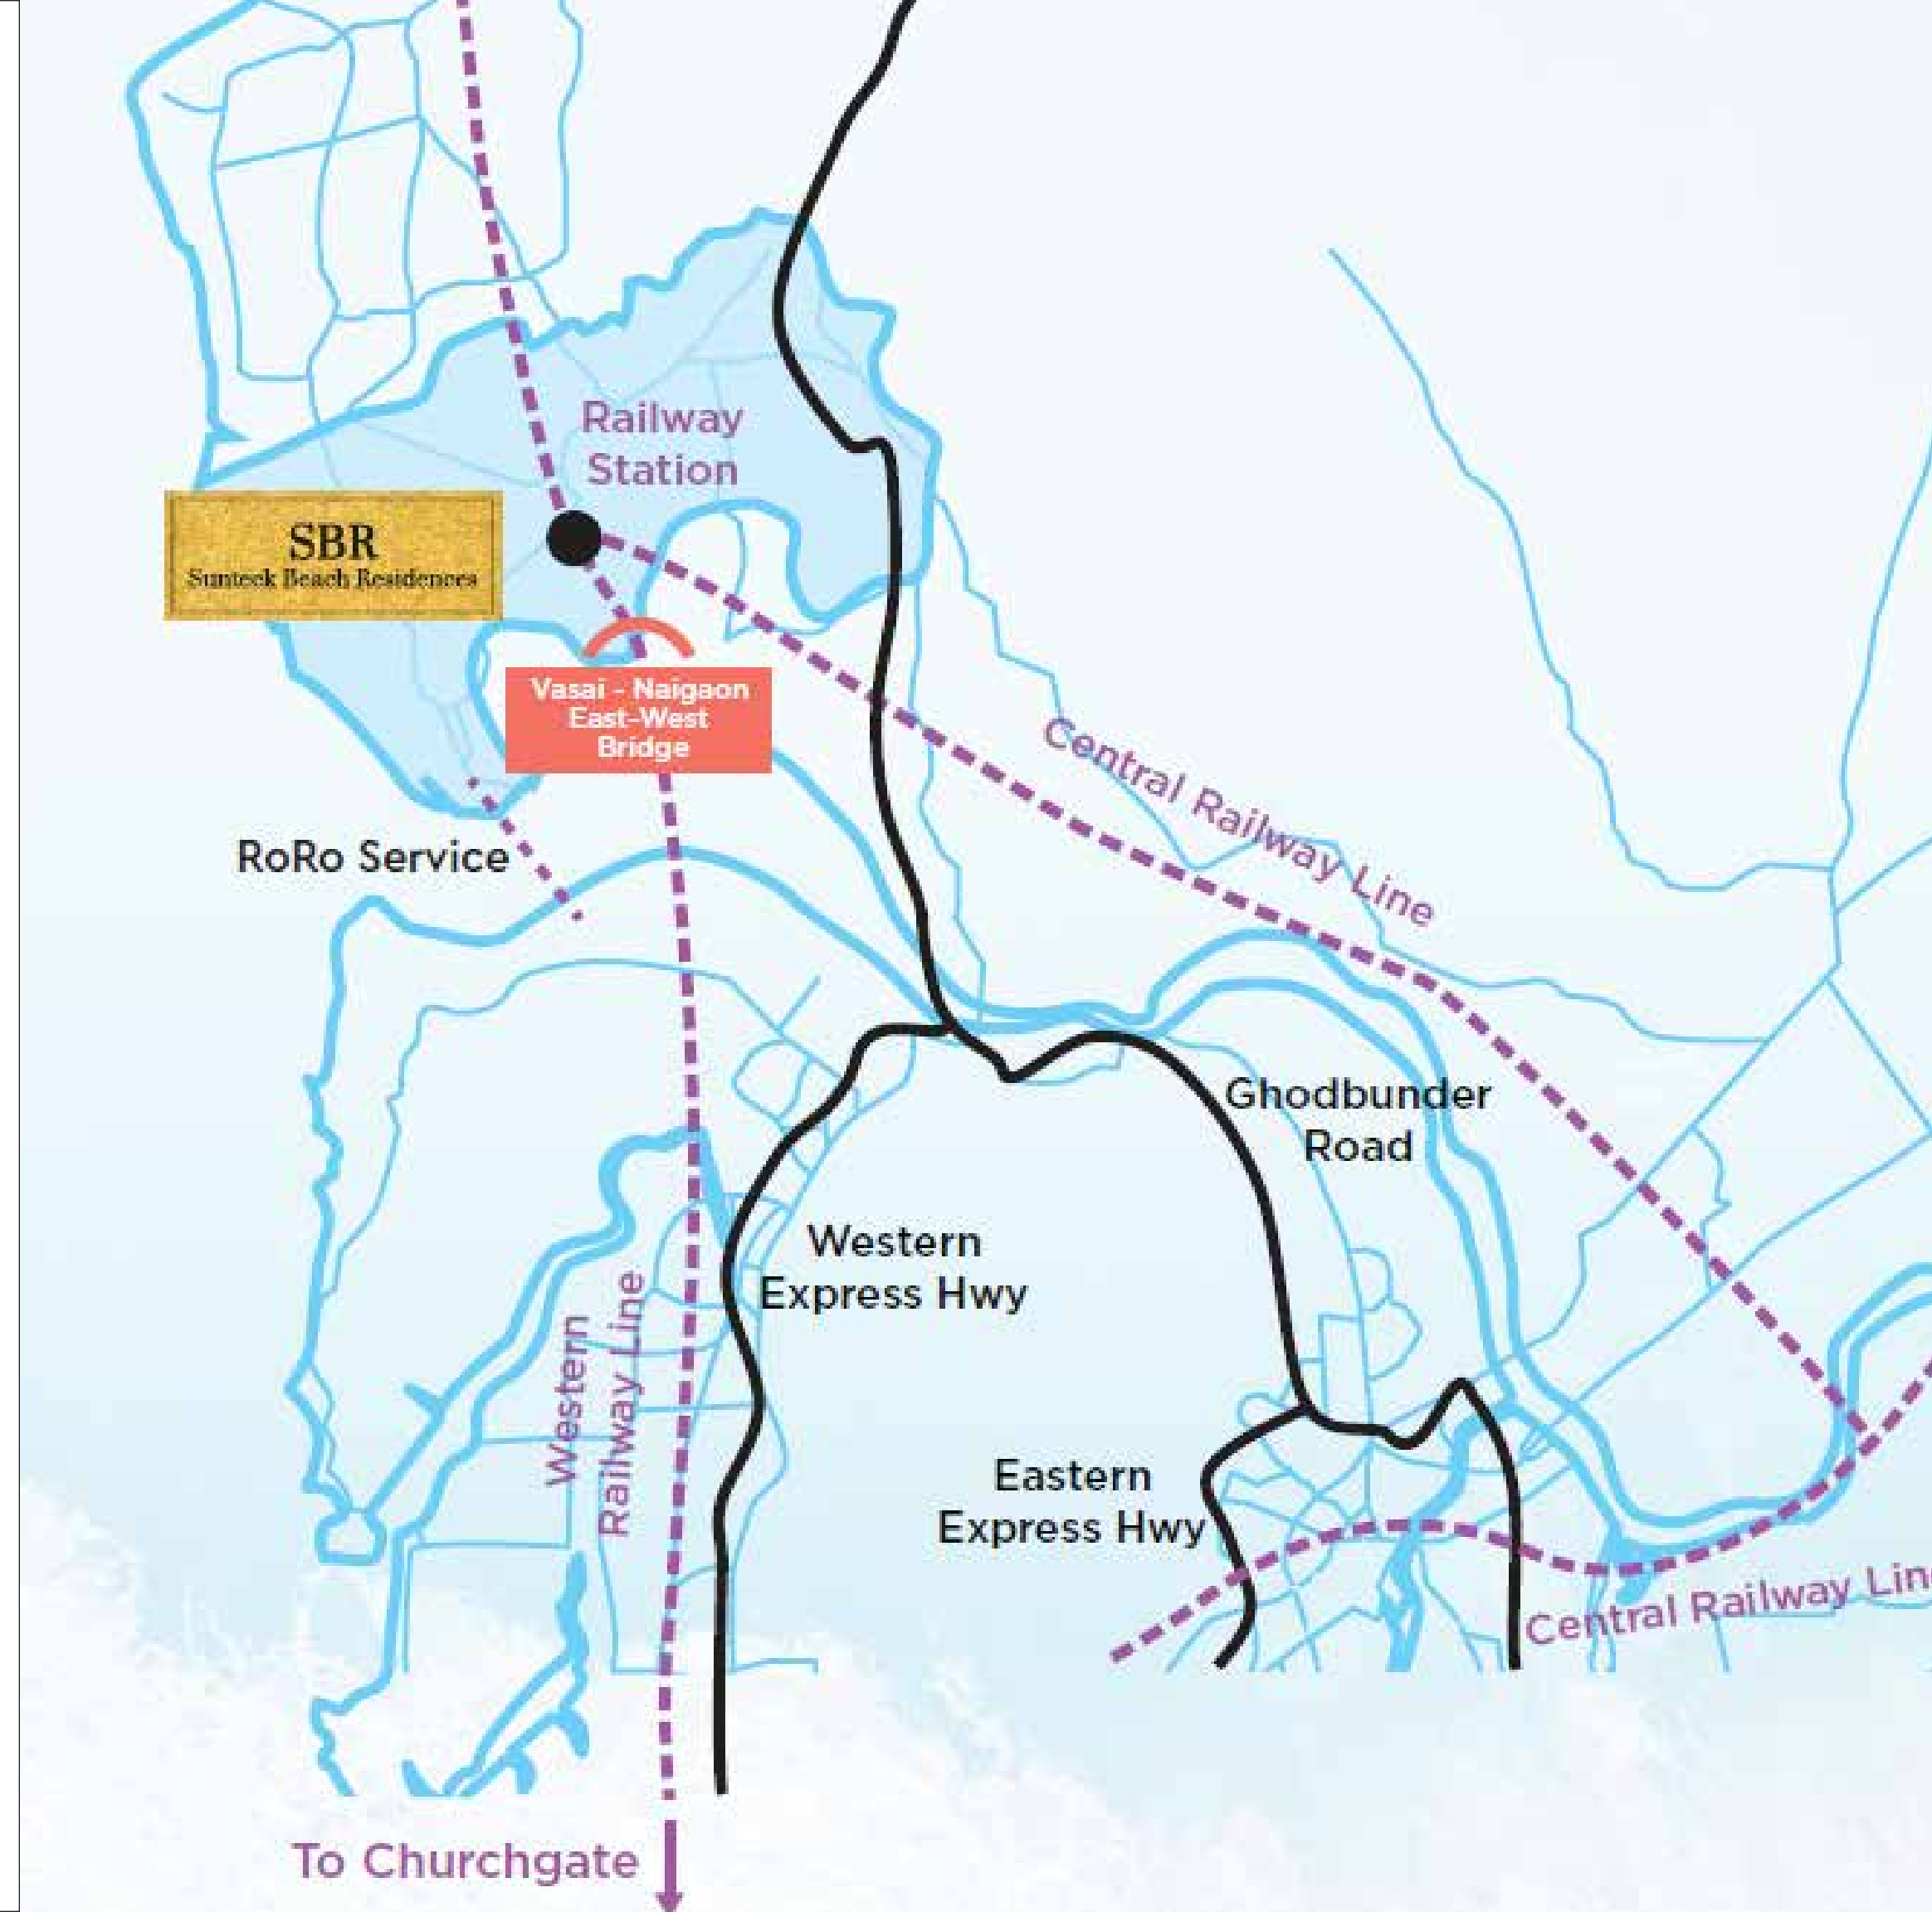 Railway
Station
SBR
Sunteck Beach Residences
Vasai - Naigaon
East-West
Bridge
Central Railway Line
RoRo Service
Ghodbunder
Road
Western
Express Hwy
Western
Railway Line
Eastern
Express Hwy
Central Railway Lin
To Churchgate